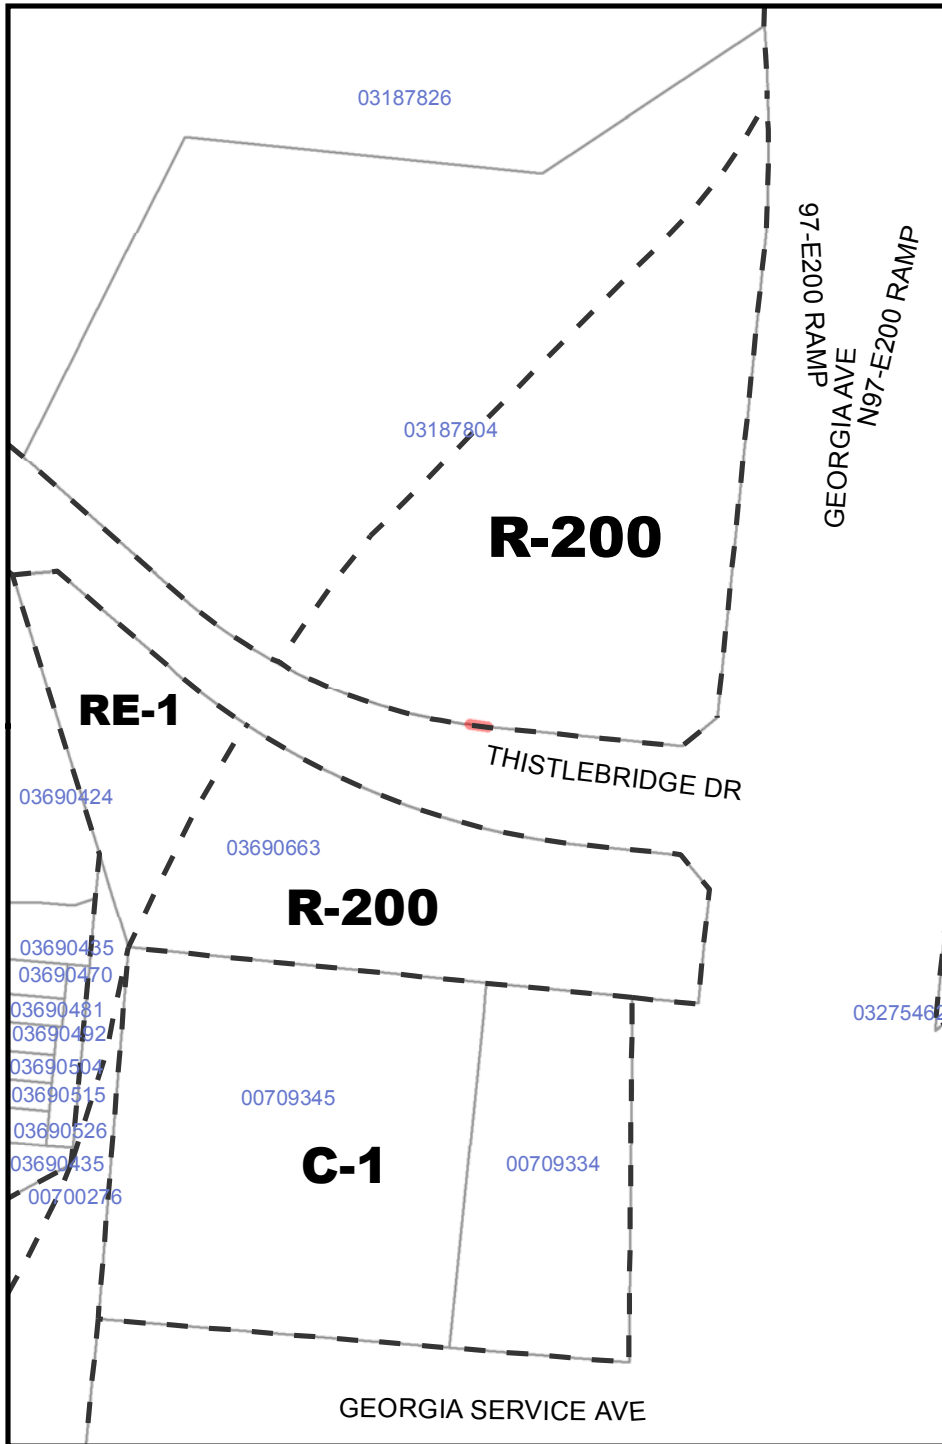 03187826
97-E200 RAMP
GEORGIA AVE
N97-E200 RAMP
03187804
R-200
RE-1
THISTLEBRIDGE DR
03690424
03690663
R-200
03690435
03690470
03690481
03690492
03690504
03690515
03690526
03690435
00700276
00709345
C-1
00709334
GEORGIA SERVICE AVE